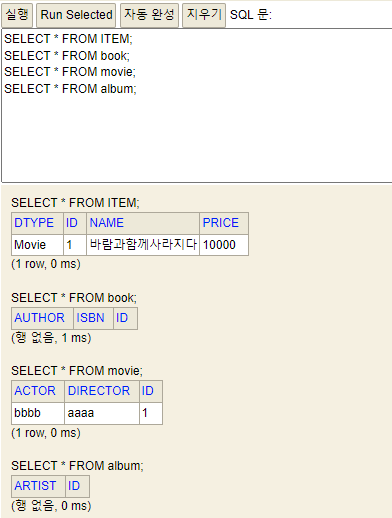 실행 Run Selected 자동 완성 지우기 SQL 문:
SELECT * FROM ITEM;
SELECT * FROM book;
SELECT * FROM movie;
SELECT * FROM album;
SELECT * FROM ITEM;
DTYPE ID NAME PRICE
Movie 1 바람과함께사라지다 10000
(1 row, 0 ms)
SELECT * FROM book;
AUTHOR ISBN ID
(행 없음, 1 ms)
SELECT * FROM movie;
ACTOR DIRECTOR ID
bbbb aaaa 1
(1 row, 0 ms)
SELECT * FROM album;
ARTIST ID
(행 없음, 0 ms)